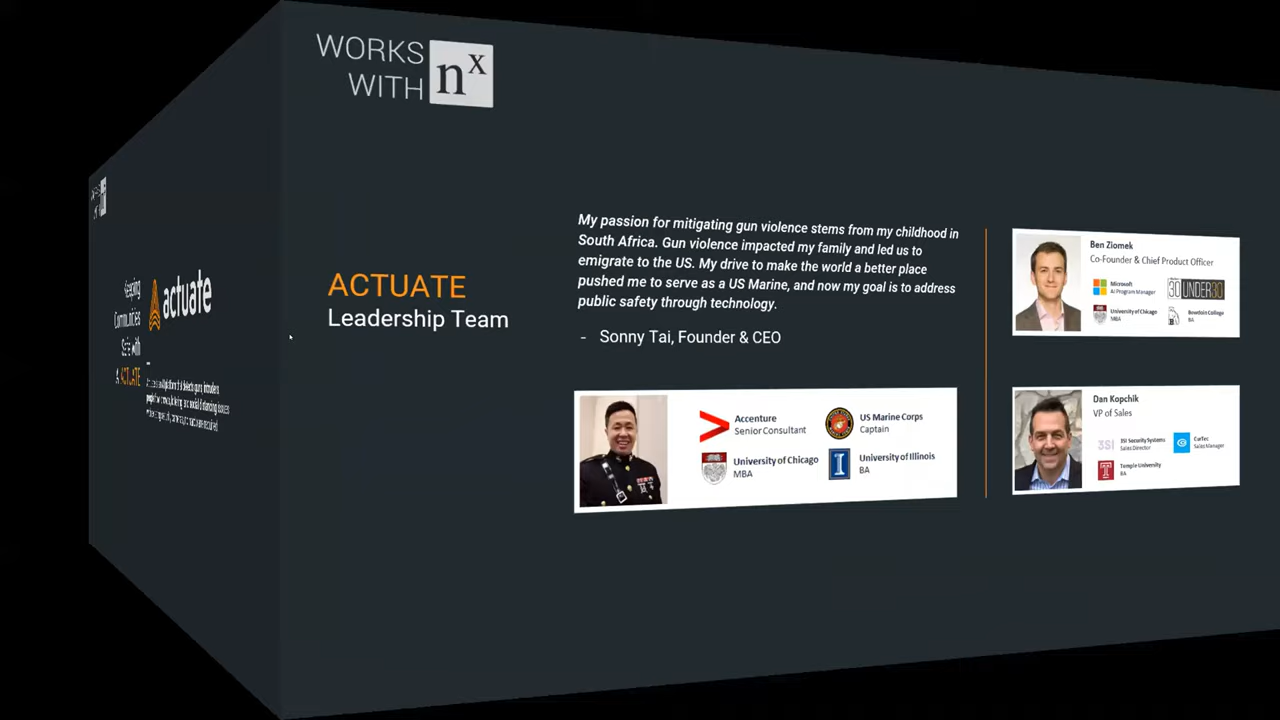 WORKS
WITH nx
actuate
Keeping
Communities
Safe with
ACTUATE
ACTUATE
Leadership Team
My passion for mitigating gun violence stems from my childhood in
South Africa. Gun violence impacted my family and led us to
emigrate to the US. My drive to make the world a better place
pushed me to serve as a US Marine, and now my goal is to address
public safety through technology.
- Sonny Tai, Founder & CEO
Accenture
Senior Consultant
US Marine Corps
Captain
University of Chicago
MBA
University of Illinois
BA
Ben Ziomek
Co-Founder & Chief Product Officer
Microsoft
AI Program Manager
30 UNDER 30
University of Chicago
MBA
Bowdoin College
BA
Dan Kopchik
VP of Sales
3SI
3SI Security Systems
Sales Director
Sales Manager
Temple University
BA